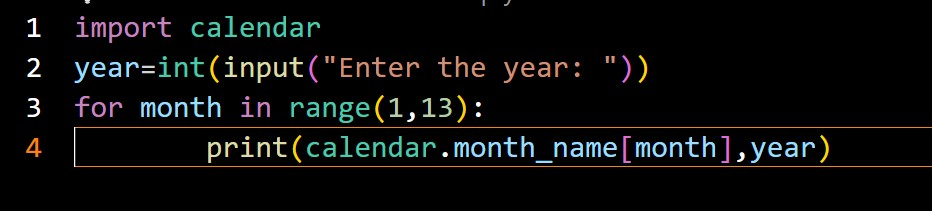 1 import calendar
2 year=int(input("Enter the year: "))
3 for month in range(1,13):
4         print(calendar.month_name[month],year)